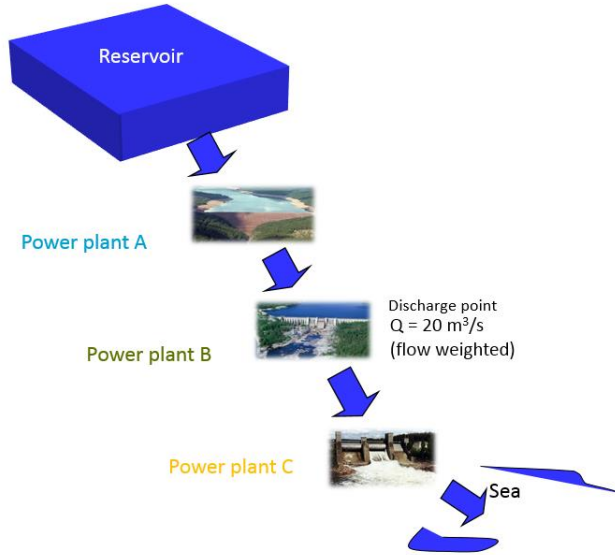 Reservoir
Power plant A
Discharge point
Q = 20 m³/s
(flow weighted)
Power plant B
Power plant C
Sea